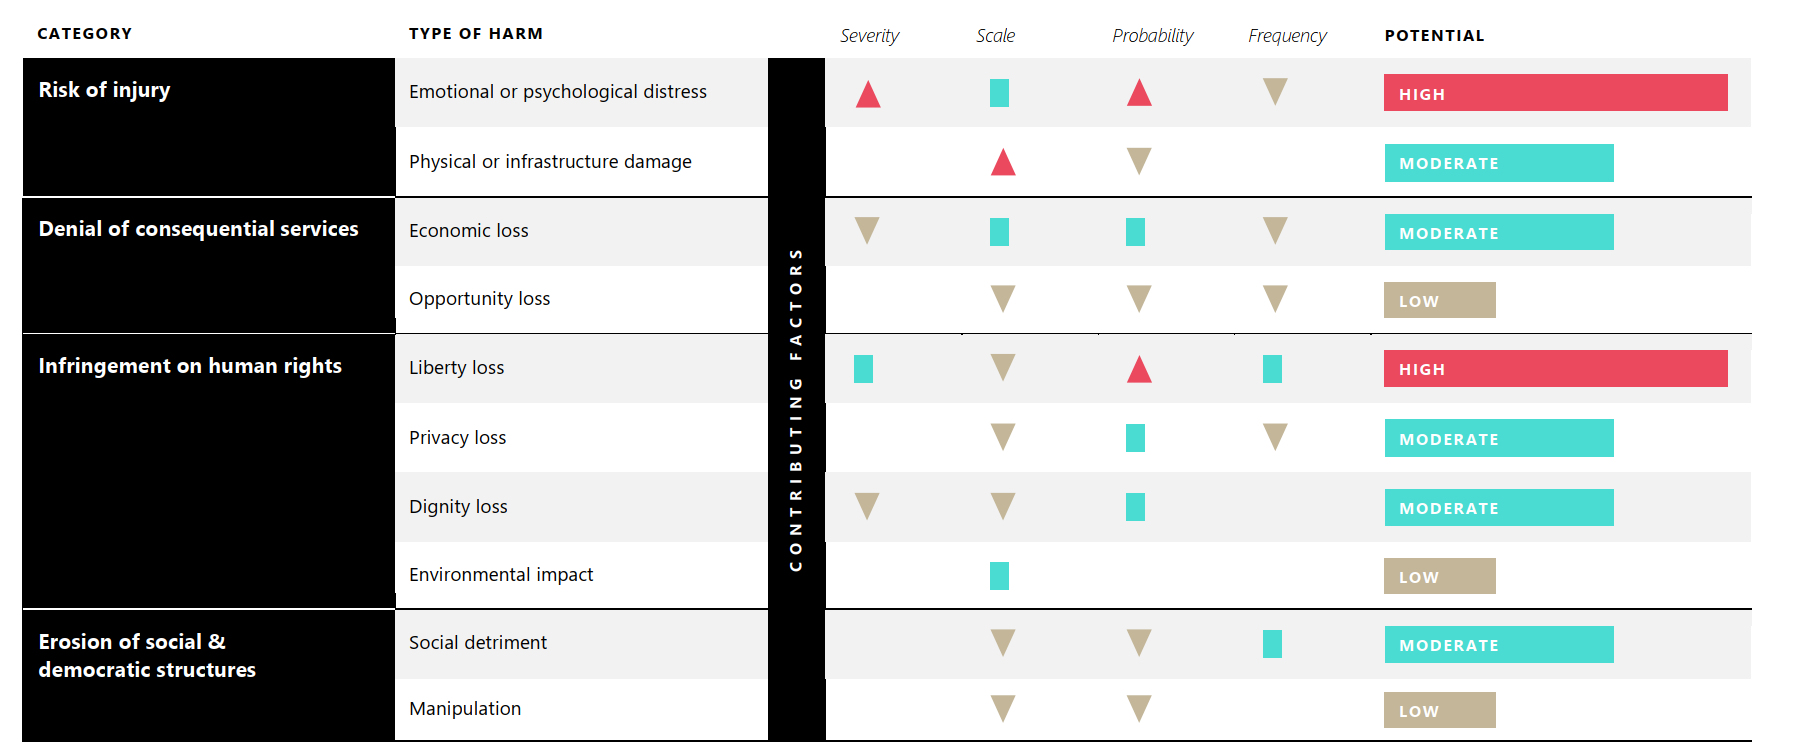 CATEGORY
TYPE OF HARM
Severity
Scale
Probability
Frequency
POTENTIAL
Risk of injury
Emotional or psychological distress
HIGH
Physical or infrastructure damage
MODERATE
Denial of consequential services
Economic loss
MODERATE
Opportunity loss
LOW
CONTRIBUTING FACTORS
Infringement on human rights
Liberty loss
HIGH
Privacy loss
MODERATE
Dignity loss
MODERATE
Environmental impact
LOW
Erosion of social &
democratic structures
Social detriment
MODERATE
Manipulation
LOW